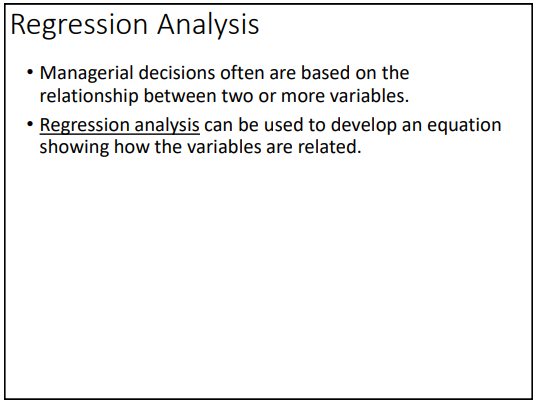 Regression Analysis
• Managerial decisions often are based on the
relationship between two or more variables.
• Regression analysis can be used to develop an equation
showing how the variables are related.